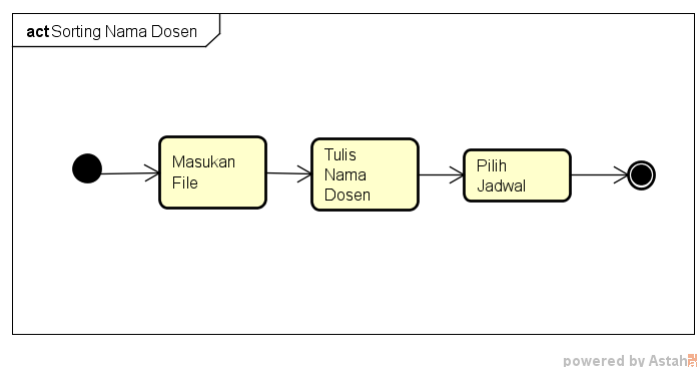 act Sorting Nama Dosen
Masukan
File
Tulis
Nama
Dosen
Pilih
Jadwal
powered by Astah